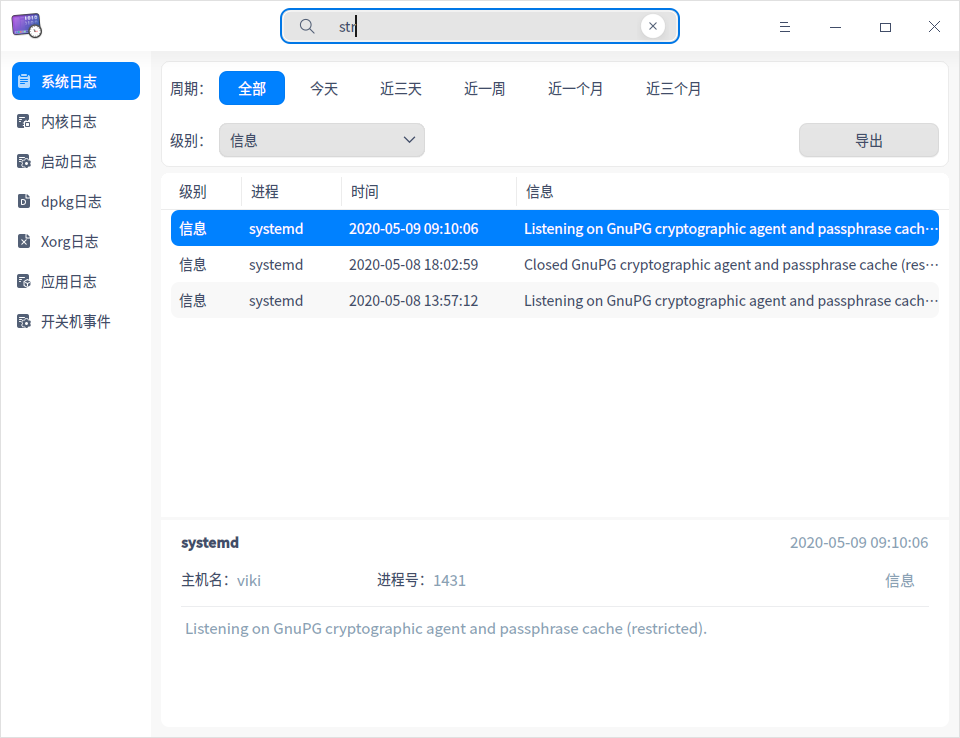 str
系统日志
内核日志
启动日志
dpkg日志
Xorg日志
应用日志
开关机事件
周期： 全部 今天 近三天 近一周 近一个月 近三个月
级别： 信息 导出
级别 进程 时间 信息
信息 systemd 2020-05-09 09:10:06 Listening on GnuPG cryptographic agent and passphrase cach···
信息 systemd 2020-05-08 18:02:59 Closed GnuPG cryptographic agent and passphrase cache (res···
信息 systemd 2020-05-08 13:57:12 Listening on GnuPG cryptographic agent and passphrase cach···
systemd 2020-05-09 09:10:06
主机名： viki 进程号： 1431 信息
Listening on GnuPG cryptographic agent and passphrase cache (restricted).